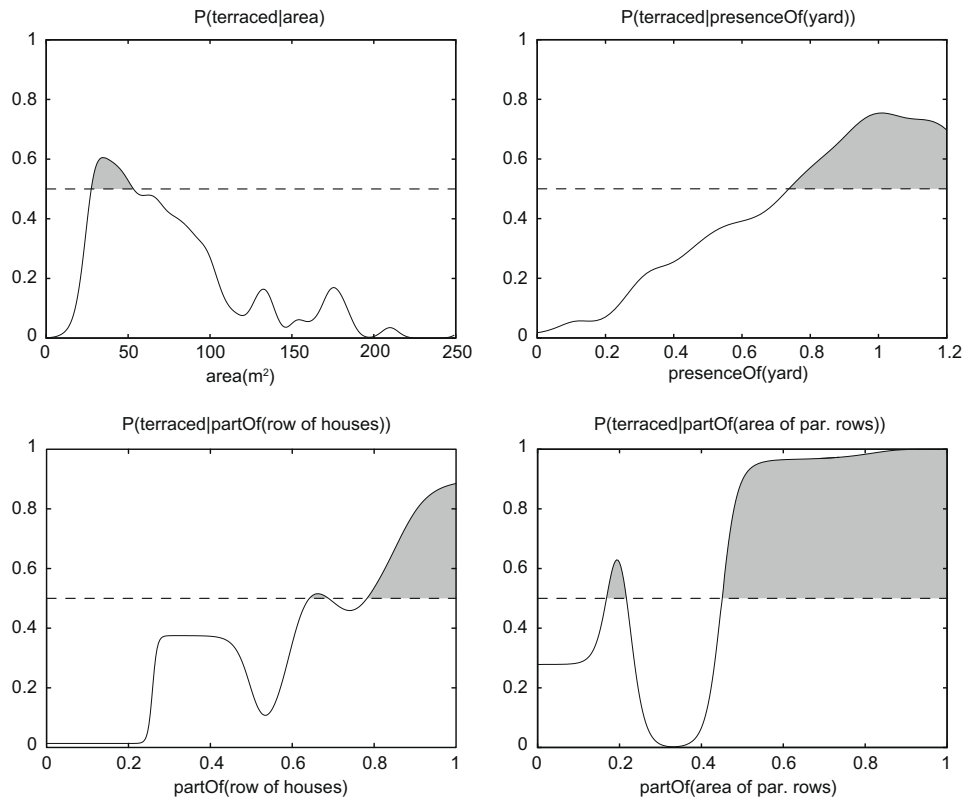 P(terraced|area)
1
0.8
0.6
0.4
0.2
0
0 50 100 150 200 250
area(m²)
P(terraced|presenceOf(yard))
1
0.8
0.6
0.4
0.2
0
0 0.2 0.4 0.6 0.8 1 1.2
presenceOf(yard)
P(terraced|partOf(row of houses))
1
0.8
0.6
0.4
0.2
0
0 0.2 0.4 0.6 0.8 1
partOf(row of houses)
P(terraced|partOf(area of par. rows))
1
0.8
0.6
0.4
0.2
0
0 0.2 0.4 0.6 0.8 1
partOf(area of par. rows)